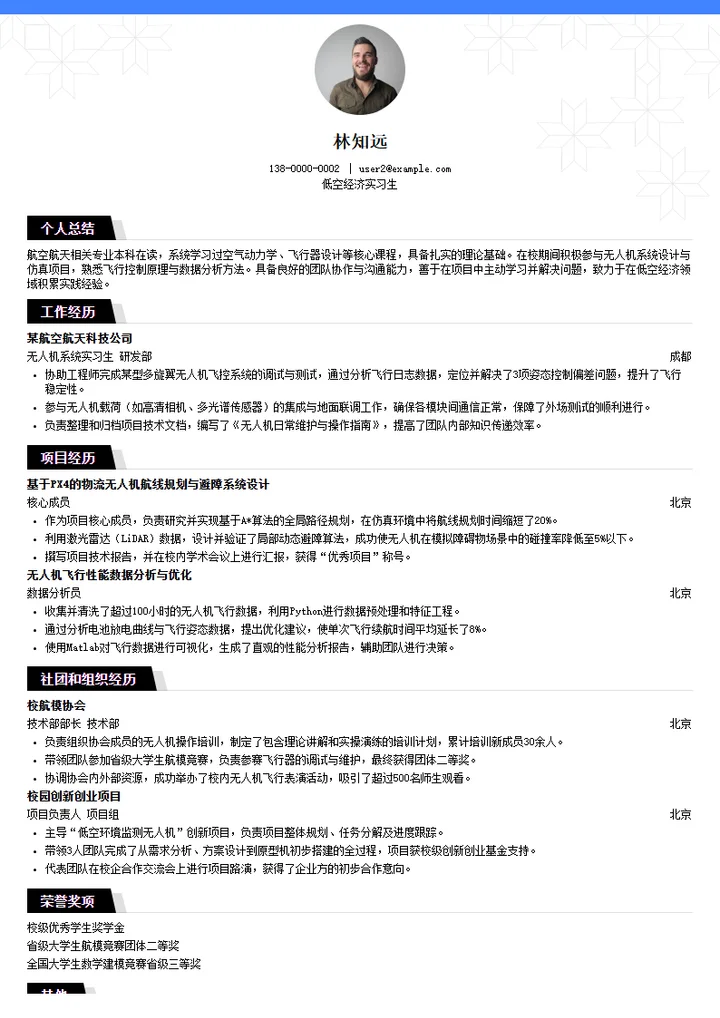 林知远
138-0000-0002 | user2@example.com
低空经济实习生
个人总结
航空航天相关专业本科在读，系统学习过空气动力学、飞行器设计等核心课程，具备扎实的理论基础。在校期间积极参与无人机系统设计与
仿真项目，熟悉飞行控制原理与数据分析方法。具备良好的团队协作与沟通能力，善于在项目中主动学习并解决问题，致力于在低空经济领
域积累实践经验。
工作经历
某航空航天科技公司
无人机系统实习生 研发部 成都
• 协助工程师完成某型多旋翼无人机飞控系统的调试与测试，通过分析飞行日志数据，定位并解决了3项姿态控制偏差问题，提升了飞行
稳定性。
• 参与无人机载荷（如高清相机、多光谱传感器）的集成与地面联调工作，确保各模块间通信正常，保障了外场测试的顺利进行。
• 负责整理和归档项目技术文档，编写了《无人机日常维护与操作指南》，提高了团队内部知识传递效率。
项目经历
基于PX4的物流无人机航线规划与避障系统设计
核心成员 北京
• 作为项目核心成员，负责研究并实现基于A*算法的全局路径规划，在仿真环境中将航线规划时间缩短了20%。
• 利用激光雷达（LiDAR）数据，设计并验证了局部动态避障算法，成功使无人机在模拟障碍物场景中的碰撞率降低至5%以下。
• 撰写项目技术报告，并在校内学术会议上进行汇报，获得“优秀项目”称号。
无人机飞行性能数据分析与优化
数据分析员 北京
• 收集并清洗了超过100小时的无人机飞行数据，利用Python进行数据预处理和特征工程。
• 通过分析电池放电曲线与飞行姿态数据，提出优化建议，使单次飞行续航时间平均延长了8%。
• 使用Matlab对飞行数据进行可视化，生成了直观的性能分析报告，辅助团队进行决策。
社团和组织经历
校航模协会
技术部部长 技术部 北京
• 负责组织协会成员的无人机操作培训，制定了包含理论讲解和实操演练的培训计划，累计培训新成员30余人。
• 带领团队参加省级大学生航模竞赛，负责参赛飞行器的调试与维护，最终获得团体二等奖。
• 协调协会内外部资源，成功举办了校内无人机飞行表演活动，吸引了超过500名师生观看。
校园创新创业项目
项目负责人 项目组 北京
• 主导“低空环境监测无人机”创新项目，负责项目整体规划、任务分解及进度跟踪。
• 带领3人团队完成了从需求分析、方案设计到原型机初步搭建的全过程，项目获校级创新创业基金支持。
• 代表团队在校企合作交流会上进行项目路演，获得了企业方的初步合作意向。
荣誉奖项
校级优秀学生奖学金
省级大学生航模竞赛团体二等奖
全国大学生数学建模竞赛省级三等奖